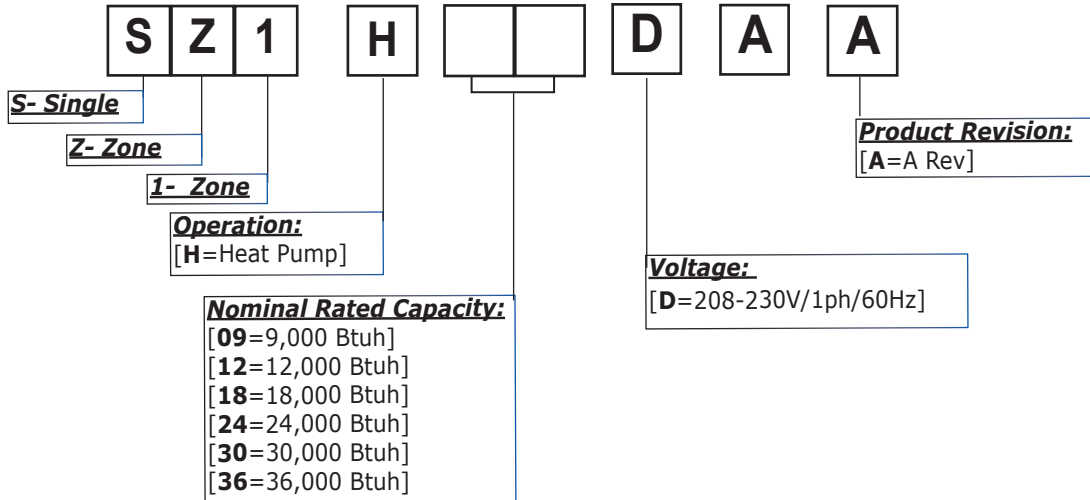 S Z 1 H D A A
S- Single
Z- Zone
1- Zone
Operation:
[H=Heat Pump]
Nominal Rated Capacity:
[09=9,000 Btuh]
[12=12,000 Btuh]
[18=18,000 Btuh]
[24=24,000 Btuh]
[30=30,000 Btuh]
[36=36,000 Btuh]
Voltage:
[D=208-230V/1ph/60Hz]
Product Revision:
[A=A Rev]